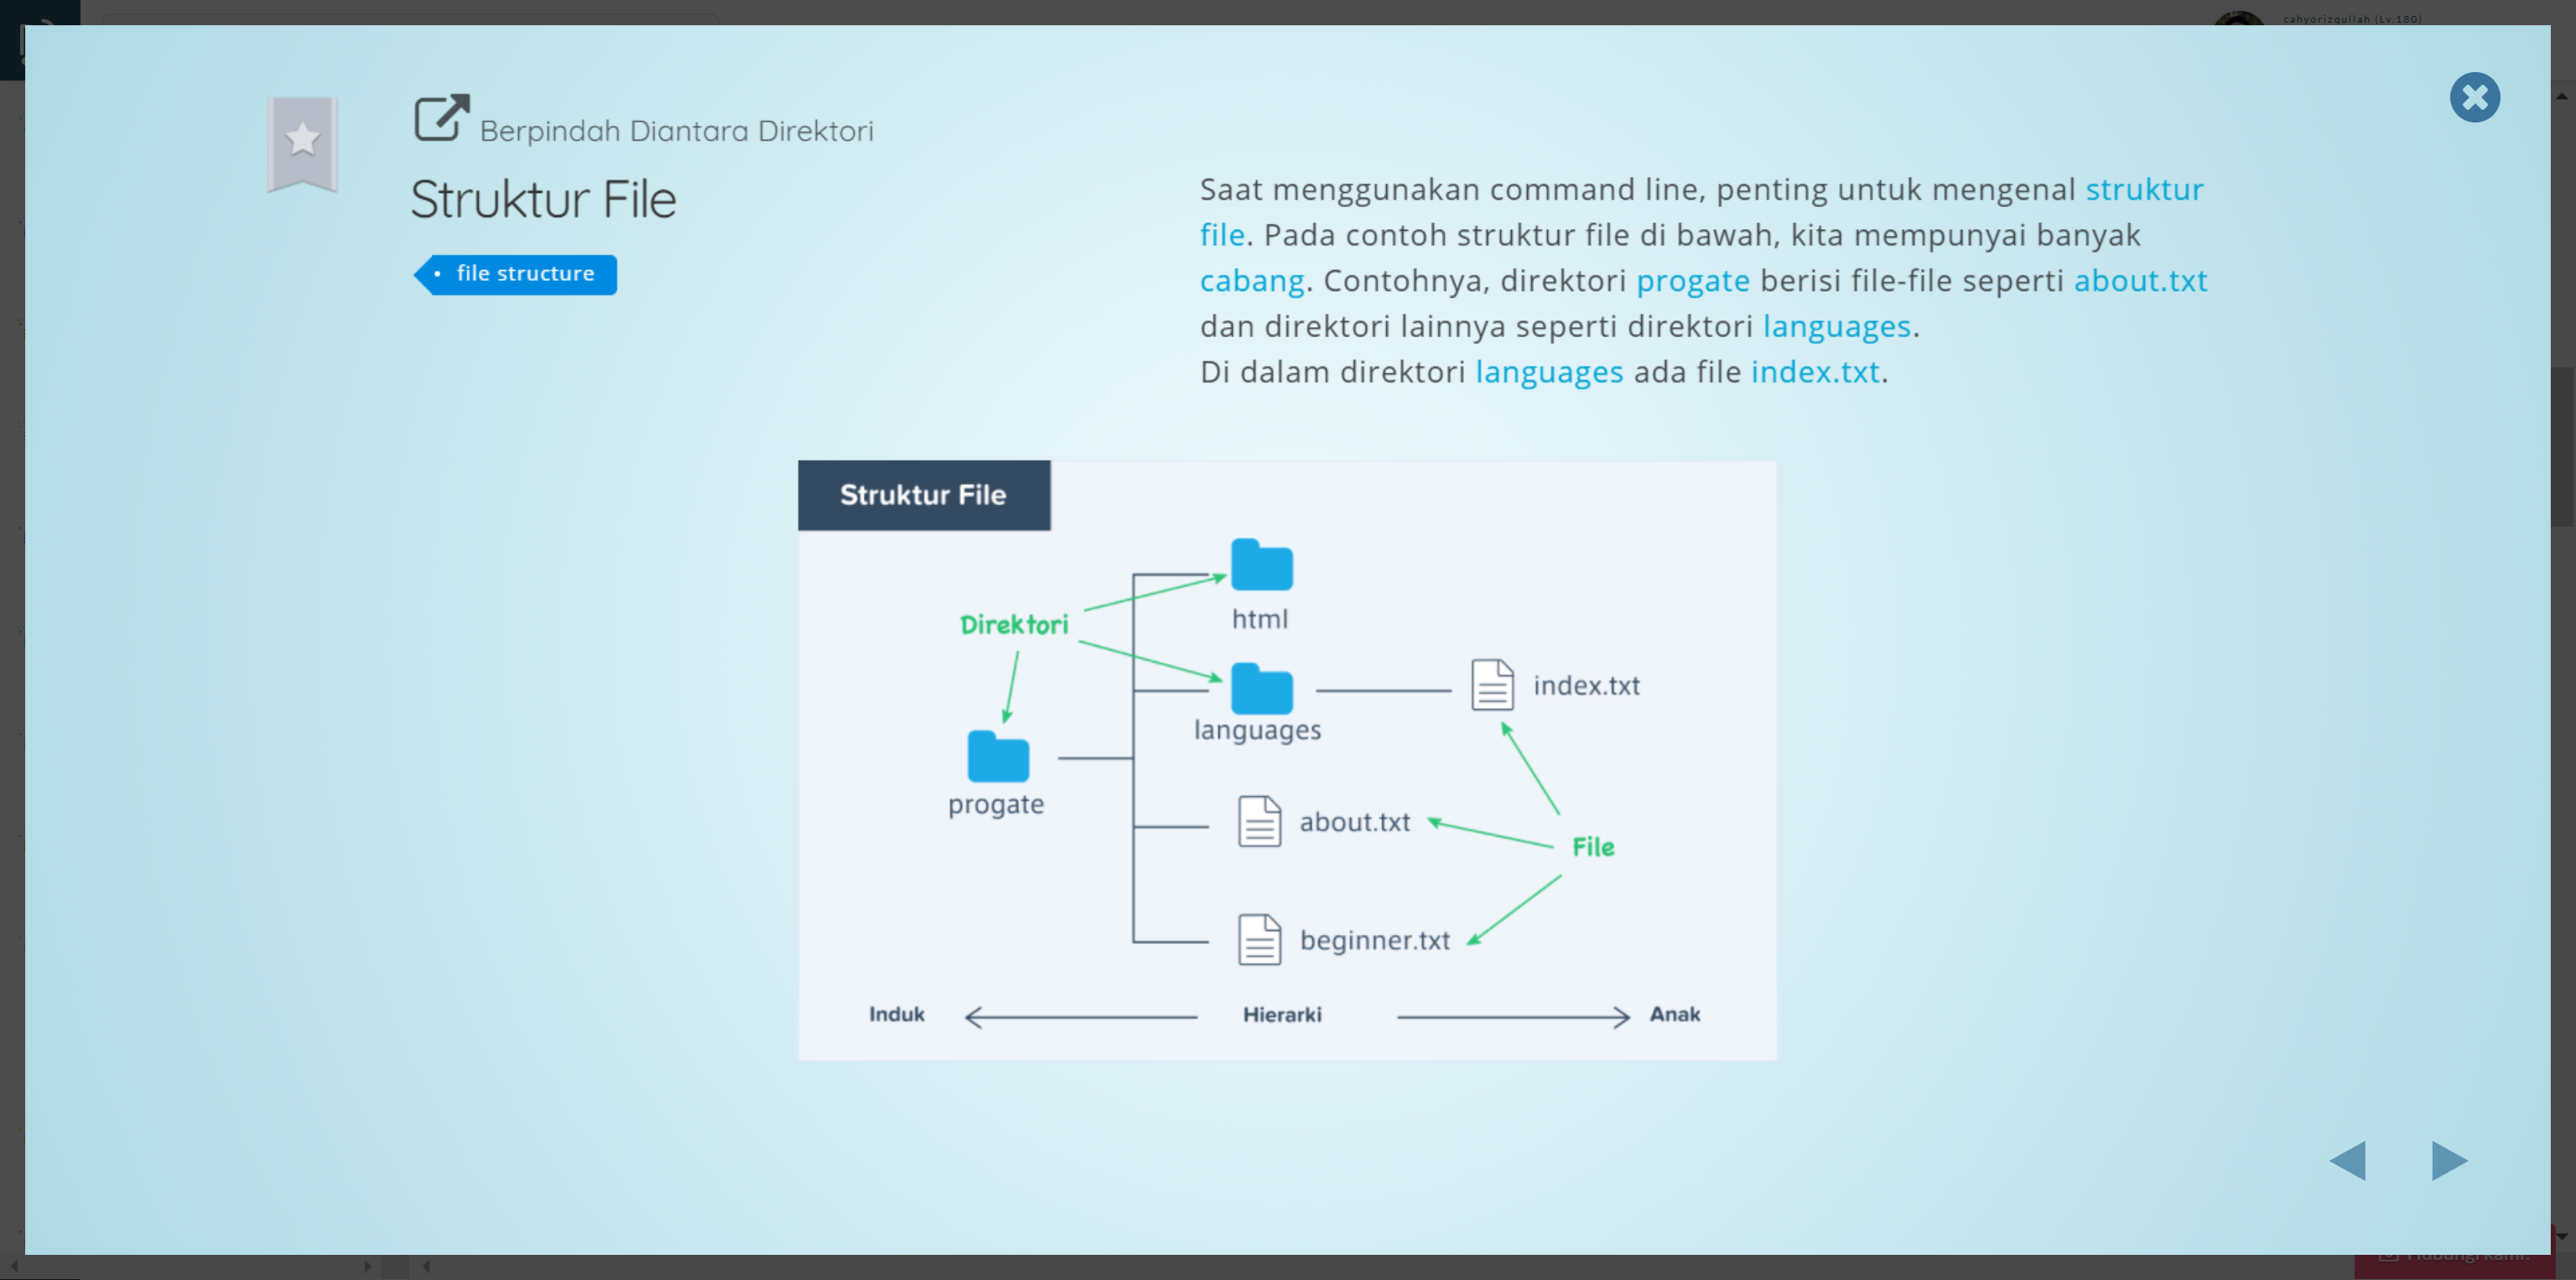 cahyorizqullah (Lv.180)
Berpindah Diantara Direktori
Struktur File
• file structure
Saat menggunakan command line, penting untuk mengenal struktur
file. Pada contoh struktur file di bawah, kita mempunyai banyak
cabang. Contohnya, direktori progate berisi file-file seperti about.txt
dan direktori lainnya seperti direktori languages.
Di dalam direktori languages ada file index.txt.
Struktur File
html
Direktori
index.txt
languages
progate
about.txt
File
beginner.txt
Induk
Hierarki
Anak